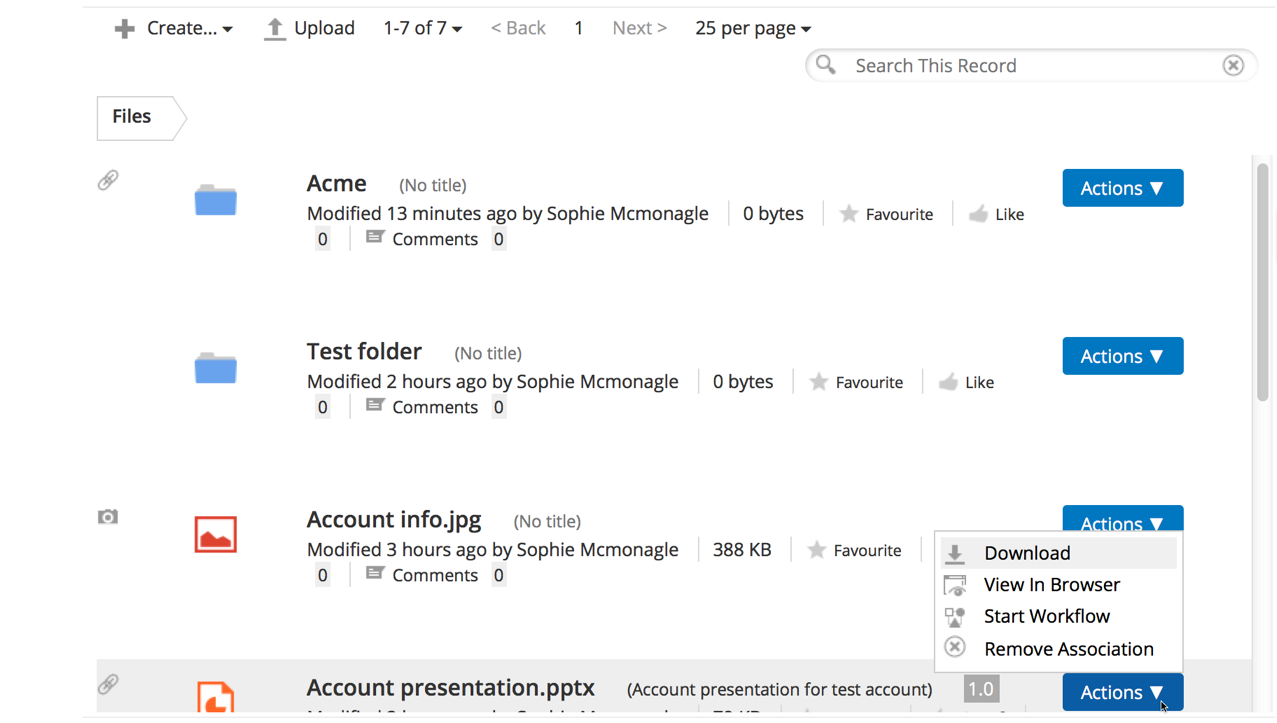 Create... Upload 1-7 of 7 < Back 1 Next > 25 per page
Search This Record
Files
Acme (No title) Actions ▼
Modified 13 minutes ago by Sophie Mcmonagle 0 bytes Favourite Like
0 Comments 0
Test folder (No title) Actions ▼
Modified 2 hours ago by Sophie Mcmonagle 0 bytes Favourite Like
0 Comments 0
Account info.jpg (No title) Actions ▼
Modified 3 hours ago by Sophie Mcmonagle 388 KB Favourite
0 Comments 0
Download
View In Browser
Start Workflow
Remove Association
Account presentation.pptx (Account presentation for test account) 1.0 Actions ▼